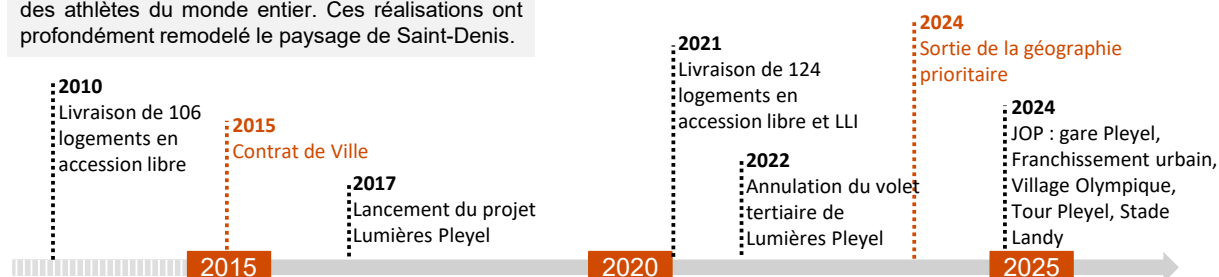 des athlètes du monde entier. Ces réalisations ont
profondément remodelé le paysage de Saint-Denis.
2010
Livraison de 106
logements en
accession libre
2015
Contrat de Ville
2017
Lancement du projet
Lumières Pleyel
2021
Livraison de 124
logements en
accession libre et LLI
2022
Annulation du volet
tertiaire de
Lumières Pleyel
2024
Sortie de la géographie
prioritaire
2024
JOP : gare Pleyel,
Franchissement urbain,
Village Olympique,
Tour Pleyel, Stade
Landy
2015
2020
2025